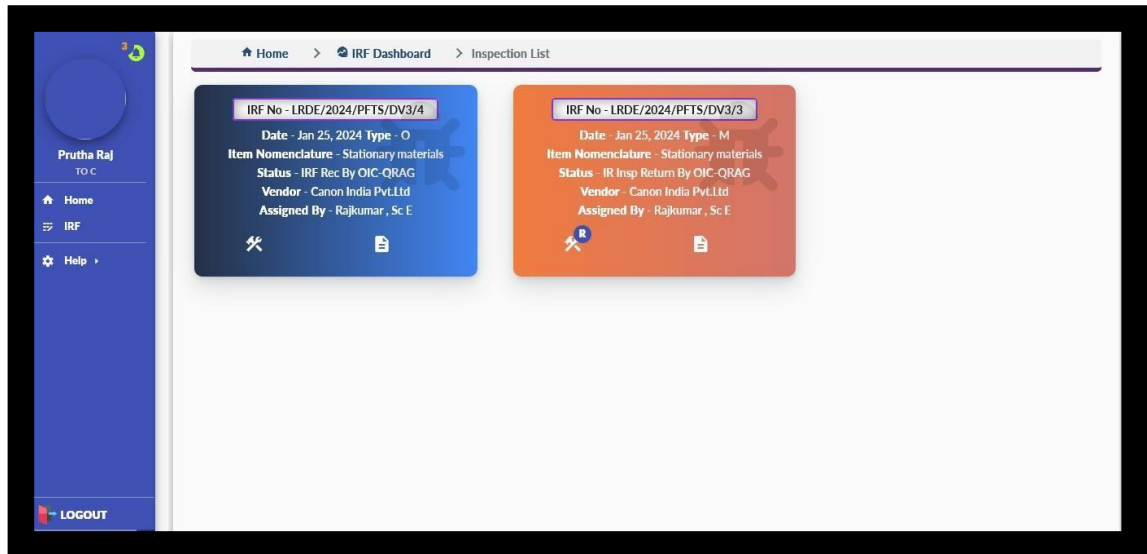 3
Prutha Raj
TO C
Home
IRF
Help
LOGOUT
Home > IRF Dashboard > Inspection List
IRF No - LRDE/2024/PFTS/DV3/4
Date - Jan 25, 2024 Type - O
Item Nomenclature - Stationary materials
Status - IRF Rec By OIC-QRAG
Vendor - Canon India Pvt.Ltd
Assigned By - Rajkumar , Sc E
IRF No - LRDE/2024/PFTS/DV3/3
Date - Jan 25, 2024 Type - M
Item Nomenclature - Stationary materials
Status - IR Insp Return By OIC-QRAG
Vendor - Canon India Pvt.Ltd
Assigned By - Rajkumar , Sc E
R